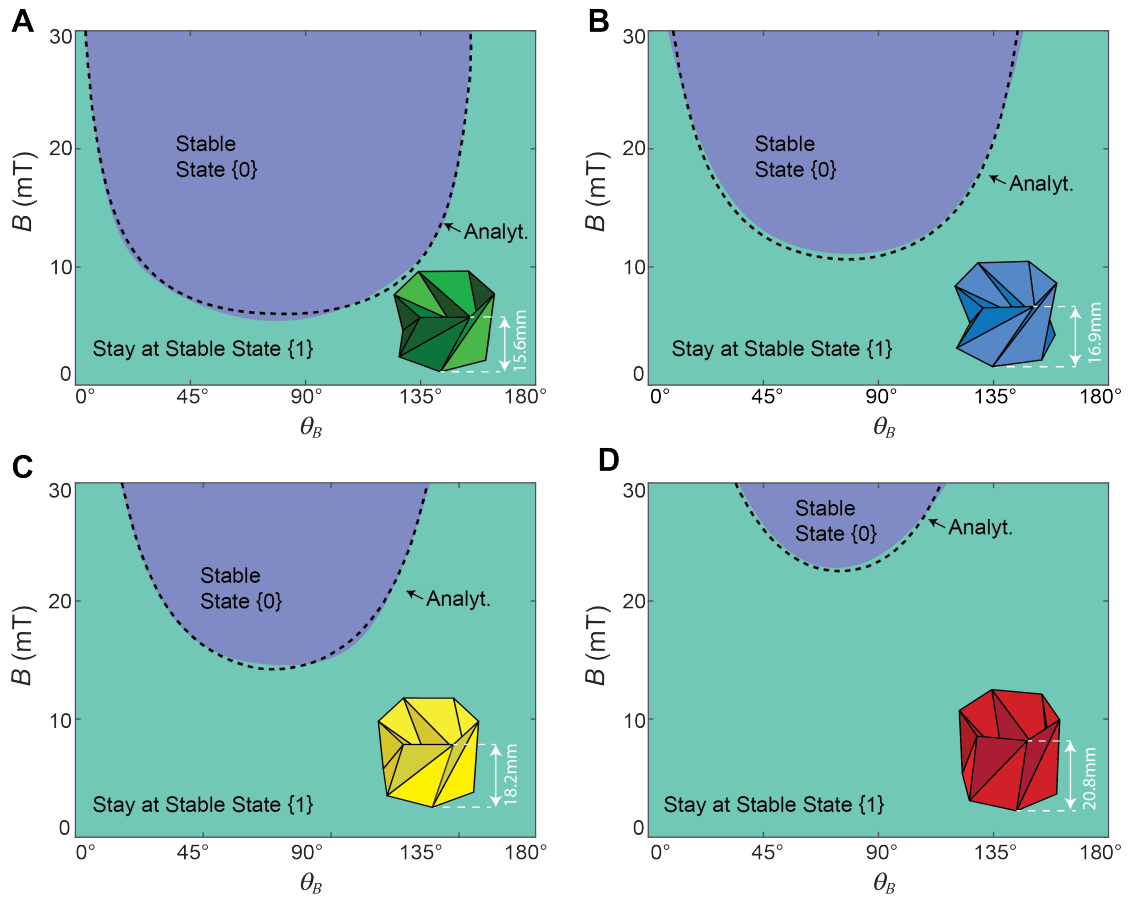 A
B (mT)
30
20
10
0
Stable
State {0}
Analyt.
Stay at Stable State {1}
15.6mm
0° 45° 90° 135° 180°
θB
B
B (mT)
30
20
10
0
Stable
State {0}
Analyt.
Stay at Stable State {1}
16.9mm
0° 45° 90° 135° 180°
θB
C
B (mT)
30
20
10
0
Stable
State {0}
Analyt.
Stay at Stable State {1}
18.2mm
0° 45° 90° 135° 180°
θB
D
B (mT)
30
20
10
0
Stable
State {0}
Analyt.
Stay at Stable State {1}
20.8mm
0° 45° 90° 135° 180°
θB